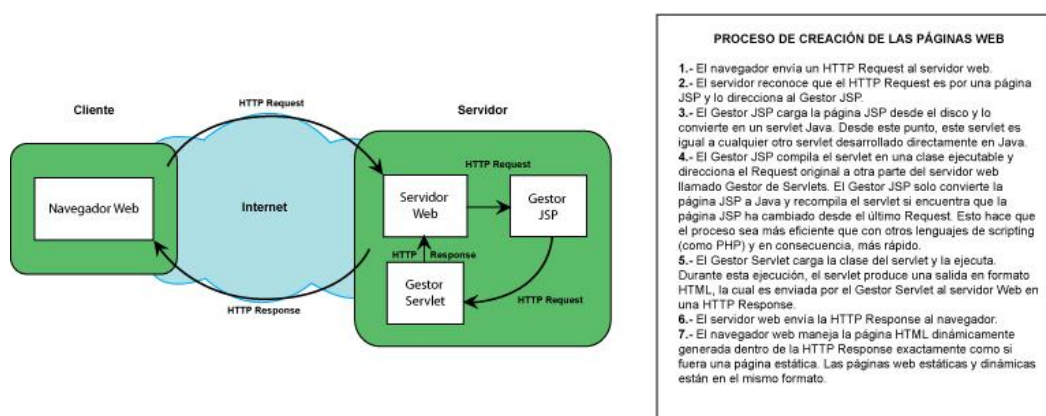 Cliente
Navegador Web
HTTP Request
Internet
HTTP Response
Servidor
HTTP Request
Servidor
Web
Gestor
JSP
HTTP Response
Gestor
Servlet
HTTP Request
PROCESO DE CREACIÓN DE LAS PÁGINAS WEB
1.- El navegador envía un HTTP Request al servidor web.
2.- El servidor reconoce que el HTTP Request es por una página
JSP y lo direcciona al Gestor JSP.
3.- El Gestor JSP carga la página JSP desde el disco y lo
convierte en un servlet Java. Desde este punto, este servlet es
igual a cualquier otro servlet desarrollado directamente en Java.
4.- El Gestor JSP compila el servlet en una clase ejecutable y
direcciona el Request original a otra parte del servidor web
llamado Gestor de Servlets. El Gestor JSP solo convierte la
página JSP a Java y recompila el servlet si encuentra que la
página JSP ha cambiado desde el último Request. Esto hace que
el proceso sea más eficiente que con otros lenguajes de scripting
(como PHP) y en consecuencia, más rápido.
5.- El Gestor Servlet carga la clase del servlet y la ejecuta.
Durante esta ejecución, el servlet produce una salida en formato
HTML, la cual es enviada por el Gestor Servlet al servidor Web en
una HTTP Response.
6.- El servidor web envía la HTTP Response al navegador.
7.- El navegador web maneja la página HTML dinámicamente
generada dentro de la HTTP Response exactamente como si
fuera una página estática. Las páginas web estáticas y dinámicas
están en el mismo formato.